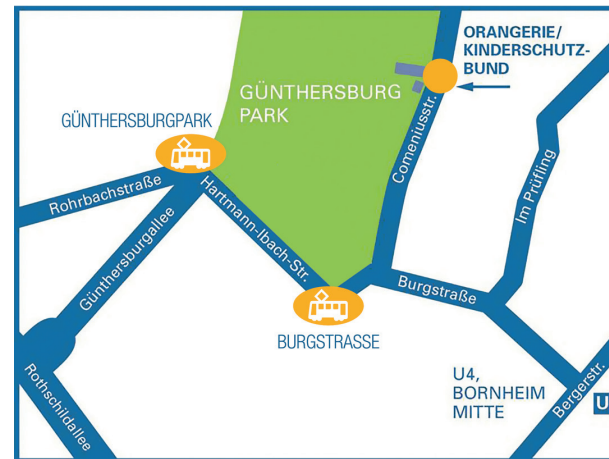 ORANGERIE/
KINDERSCHUTZ-
BUND
GÜNTHERSBURG
PARK
GÜNTHERSBURGPARK
Comeniusstr.
Im Prüfling
Rohrbachstraße
Hartmann-Ibach-Str.
Günthersburgallee
Burgstraße
BURGSTRASSE
U4,
BORNHEIM
MITTE
Rothschildallee
Bergerstr.
U